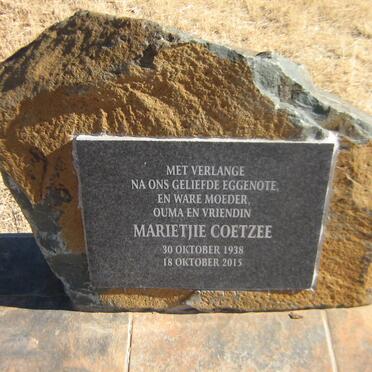 MET VERLANGE
NA ONS GELIEFDE EGGENOTE,
EN WARE MOEDER,
OUMA EN VRIENDIN
MARIETJIE COETZEE
30 OKTOBER 1938
18 OKTOBER 2015